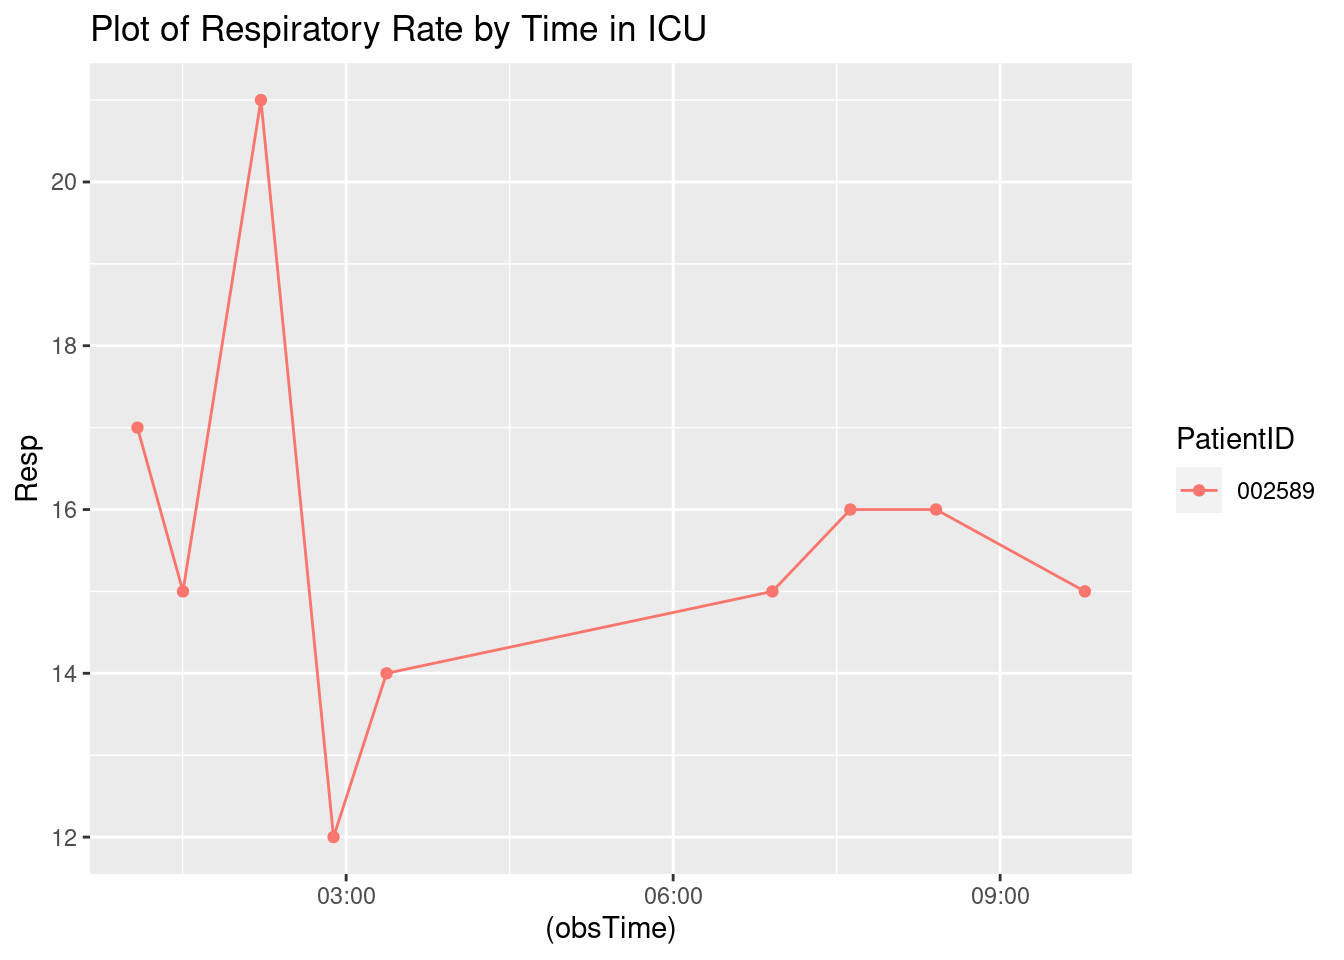 Plot of Respiratory Rate by Time in ICU
20
18
16
14
12
Resp
03:00
06:00
09:00
(obsTime)
PatientID
002589